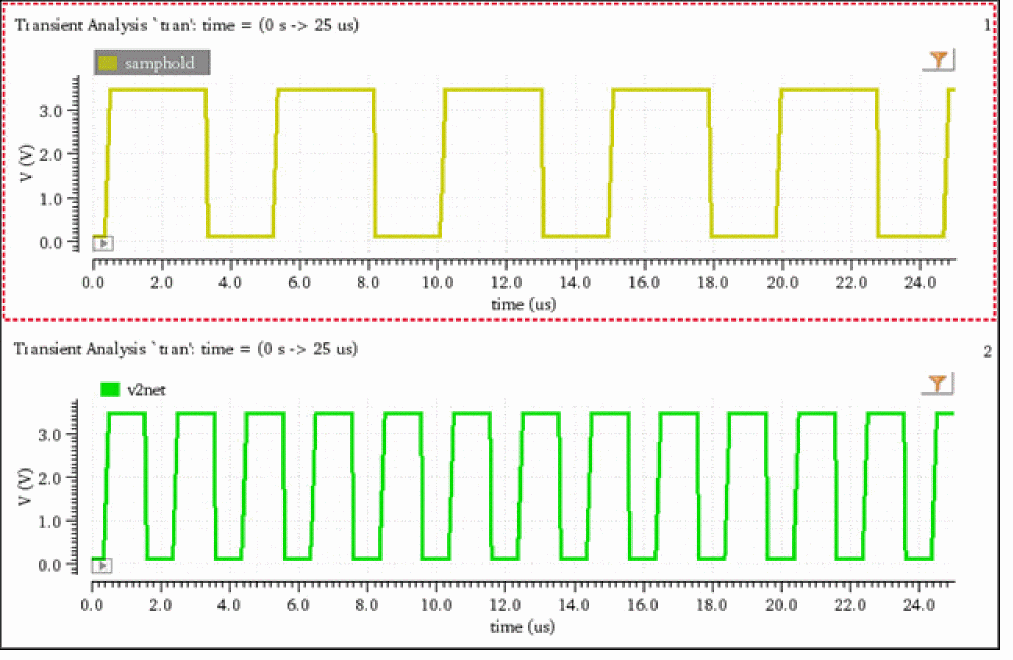 Transient Analysis `tran': time = (0 s -> 25 us)
1
samphold
3.0
2.0
1.0
0.0
V (V)
0.0 2.0 4.0 6.0 8.0 10.0 12.0 14.0 16.0 18.0 20.0 22.0 24.0
time (us)
Transient Analysis `tran': time = (0 s -> 25 us)
2
v2net
3.0
2.0
1.0
0.0
V (V)
0.0 2.0 4.0 6.0 8.0 10.0 12.0 14.0 16.0 18.0 20.0 22.0 24.0
time (us)